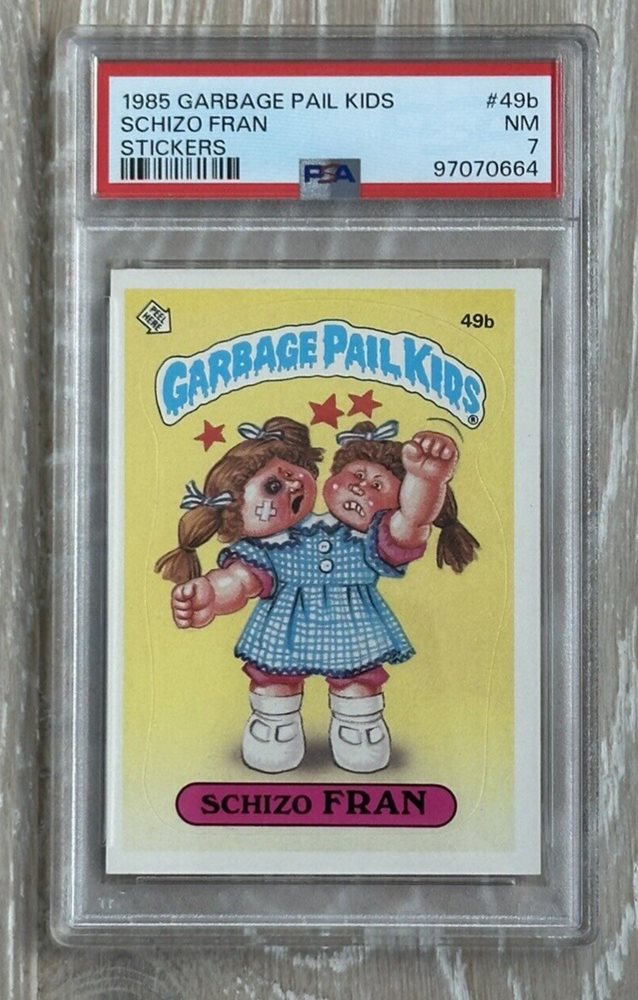 1985 GARBAGE PAIL KIDS #49b
SCHIZO FRAN NM
STICKERS 7
PSA 97070664
PEEL HERE
49b
GARBAGE PAIL KIDS®
SCHIZO FRAN